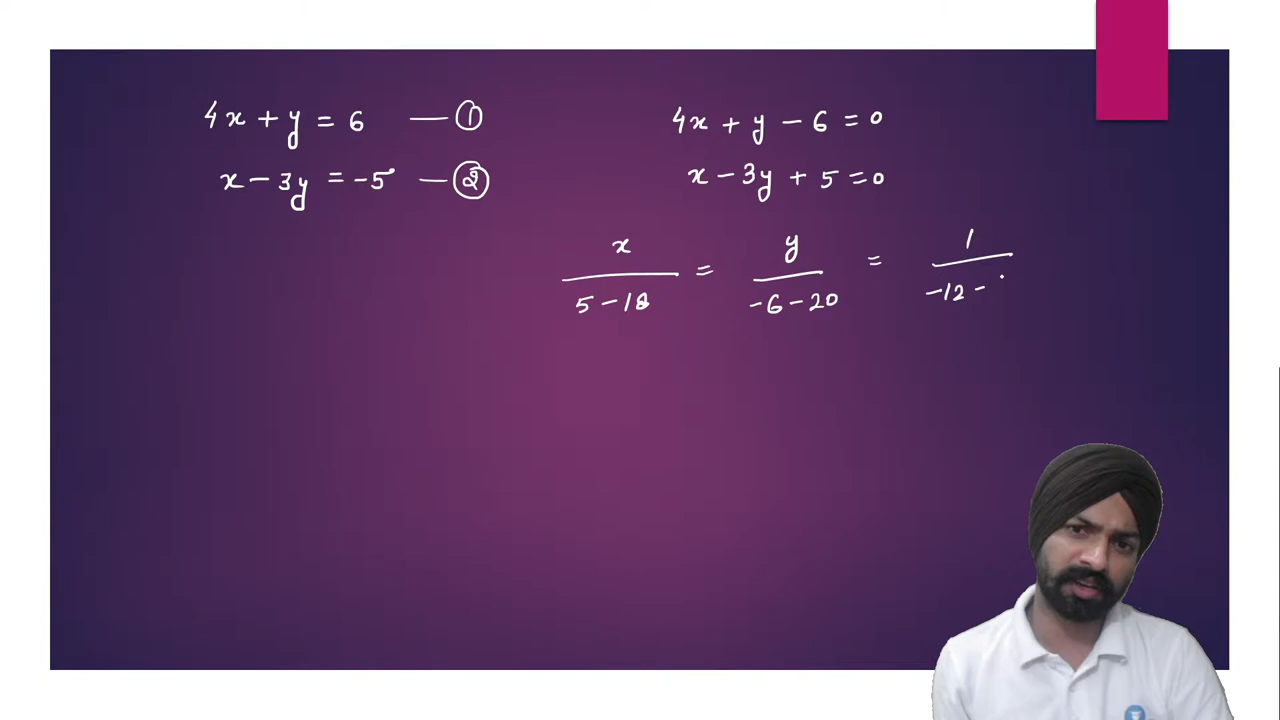 4x + y = 6 — ①
x − 3y = −5 — ②
4x + y − 6 = 0
x − 3y + 5 = 0
x / (5 − 18) = y / (−6 − 20) = 1 / (−12 −